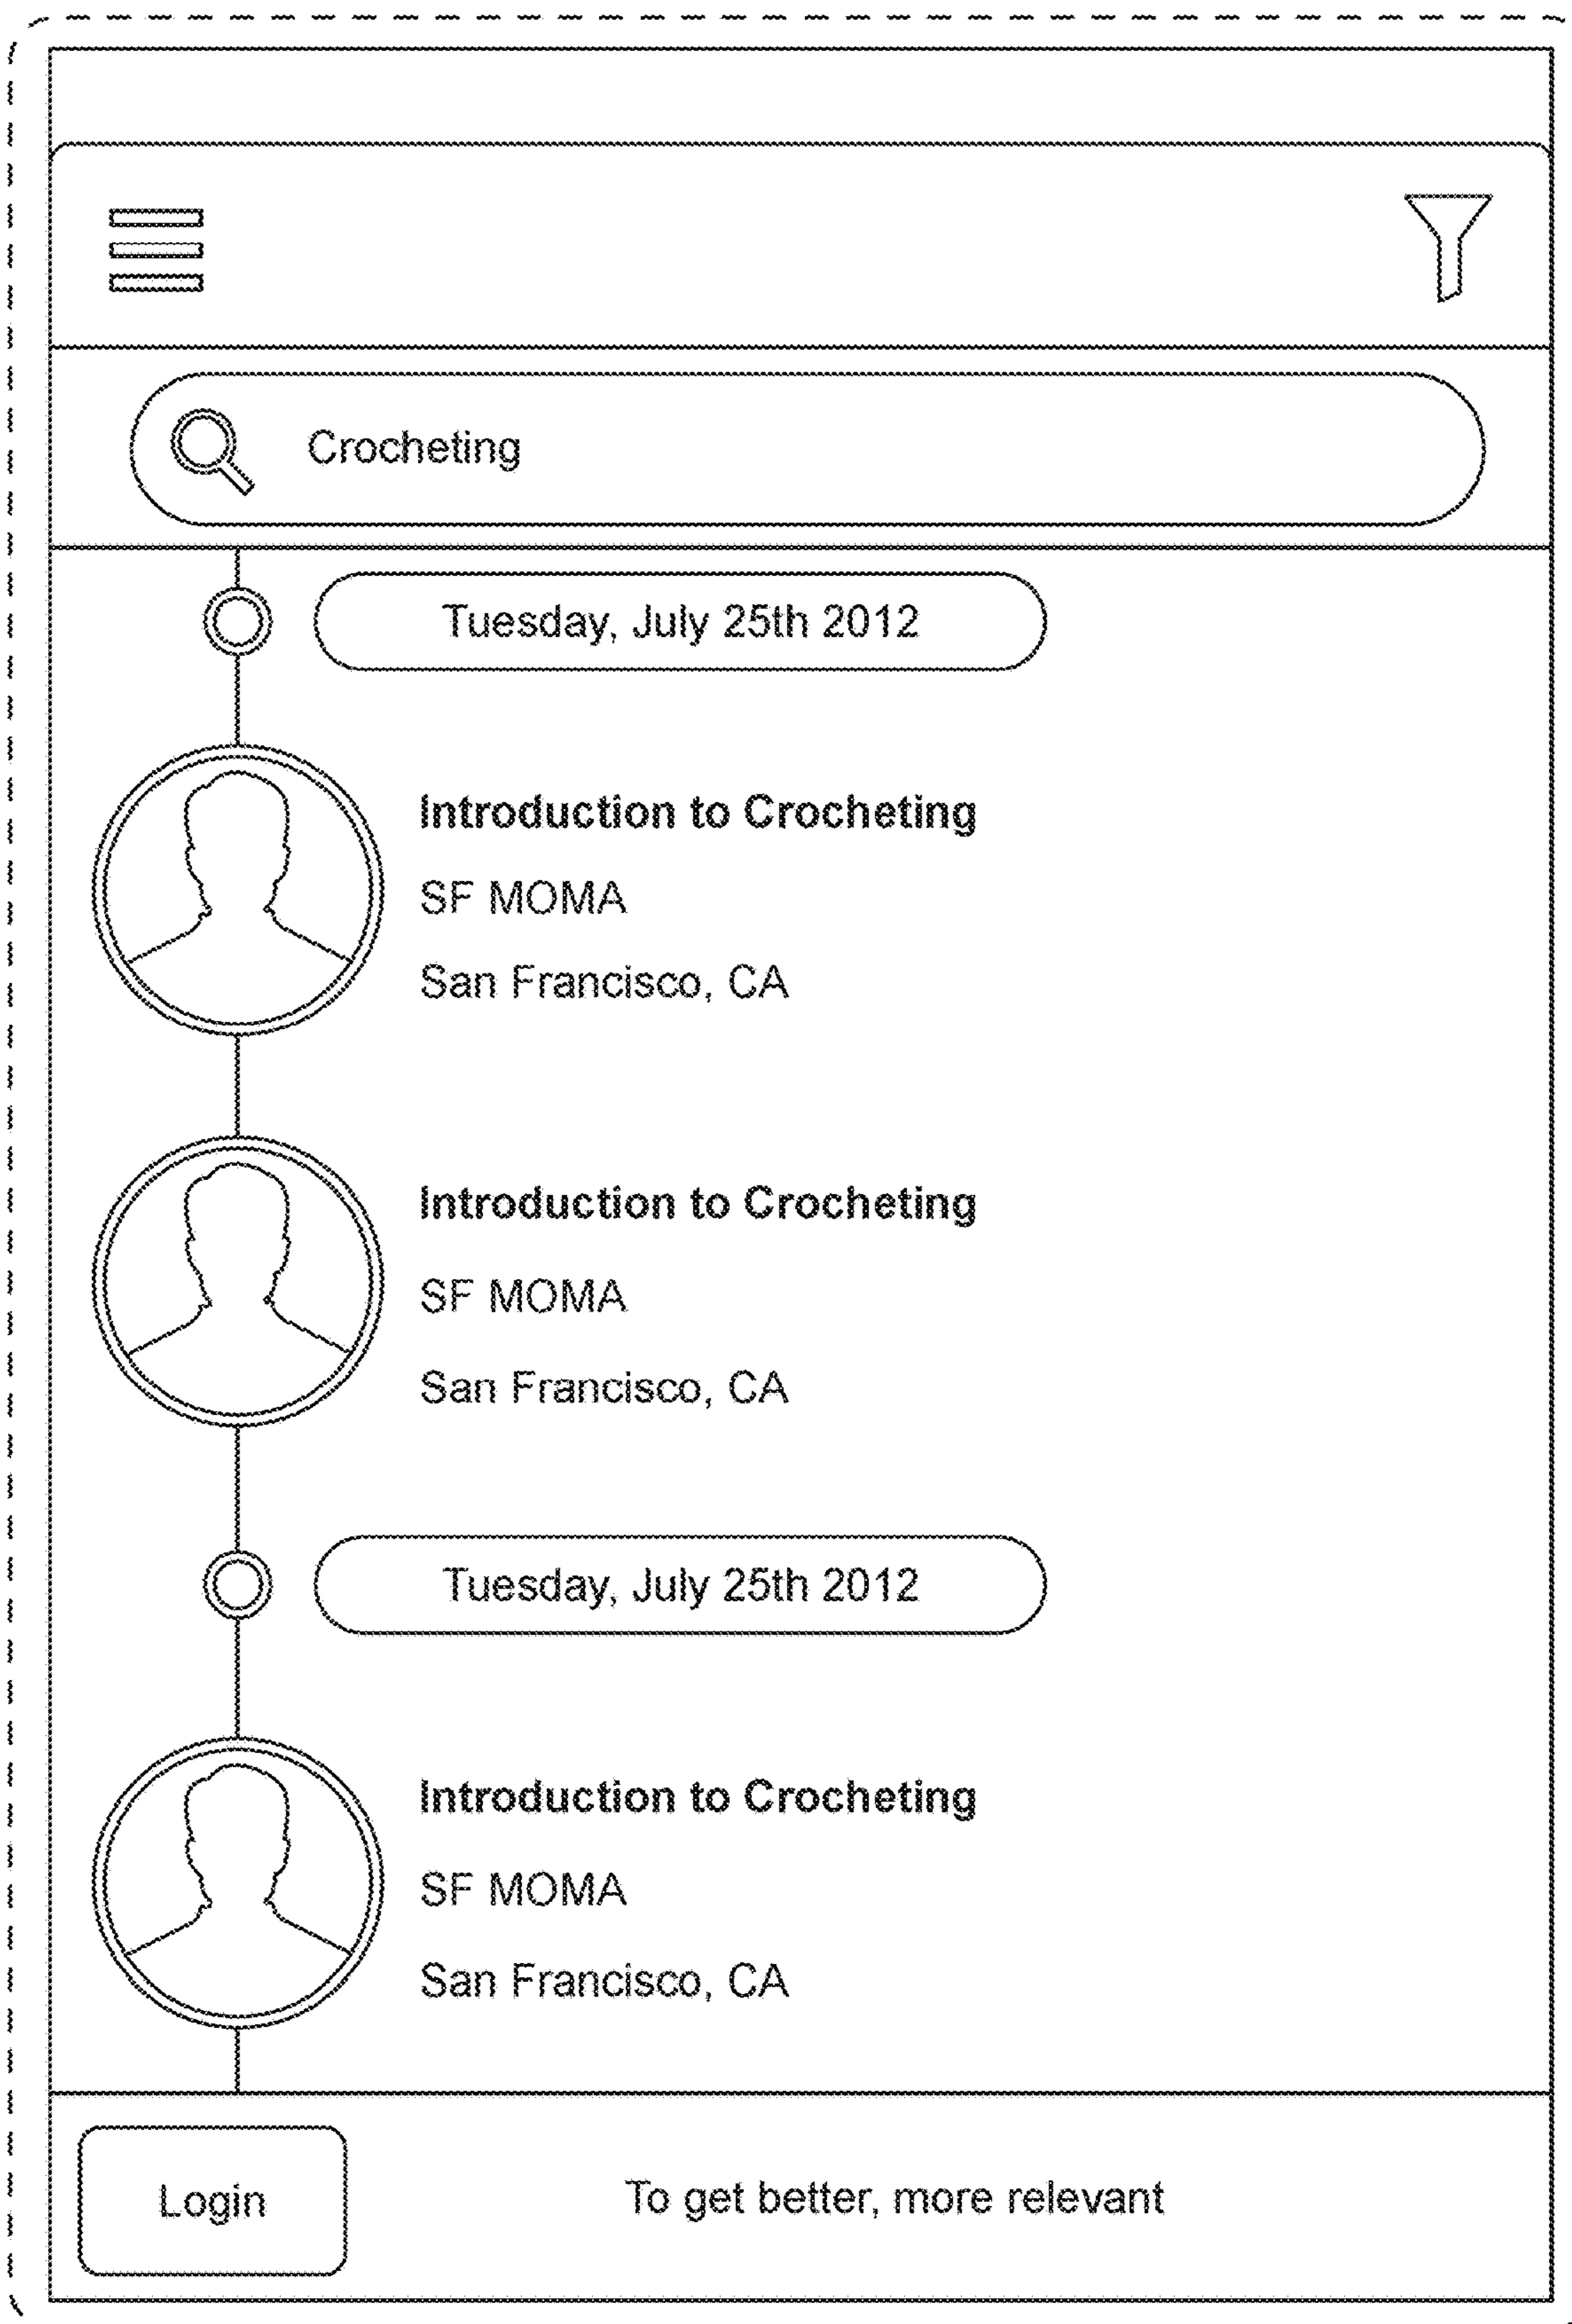 Crocheting
Tuesday, July 25th 2012
Introduction to Crocheting
SF MOMA
San Francisco, CA
Introduction to Crocheting
SF MOMA
San Francisco, CA
Tuesday, July 25th 2012
Introduction to Crocheting
SF MOMA
San Francisco, CA
Login
To get better, more relevant